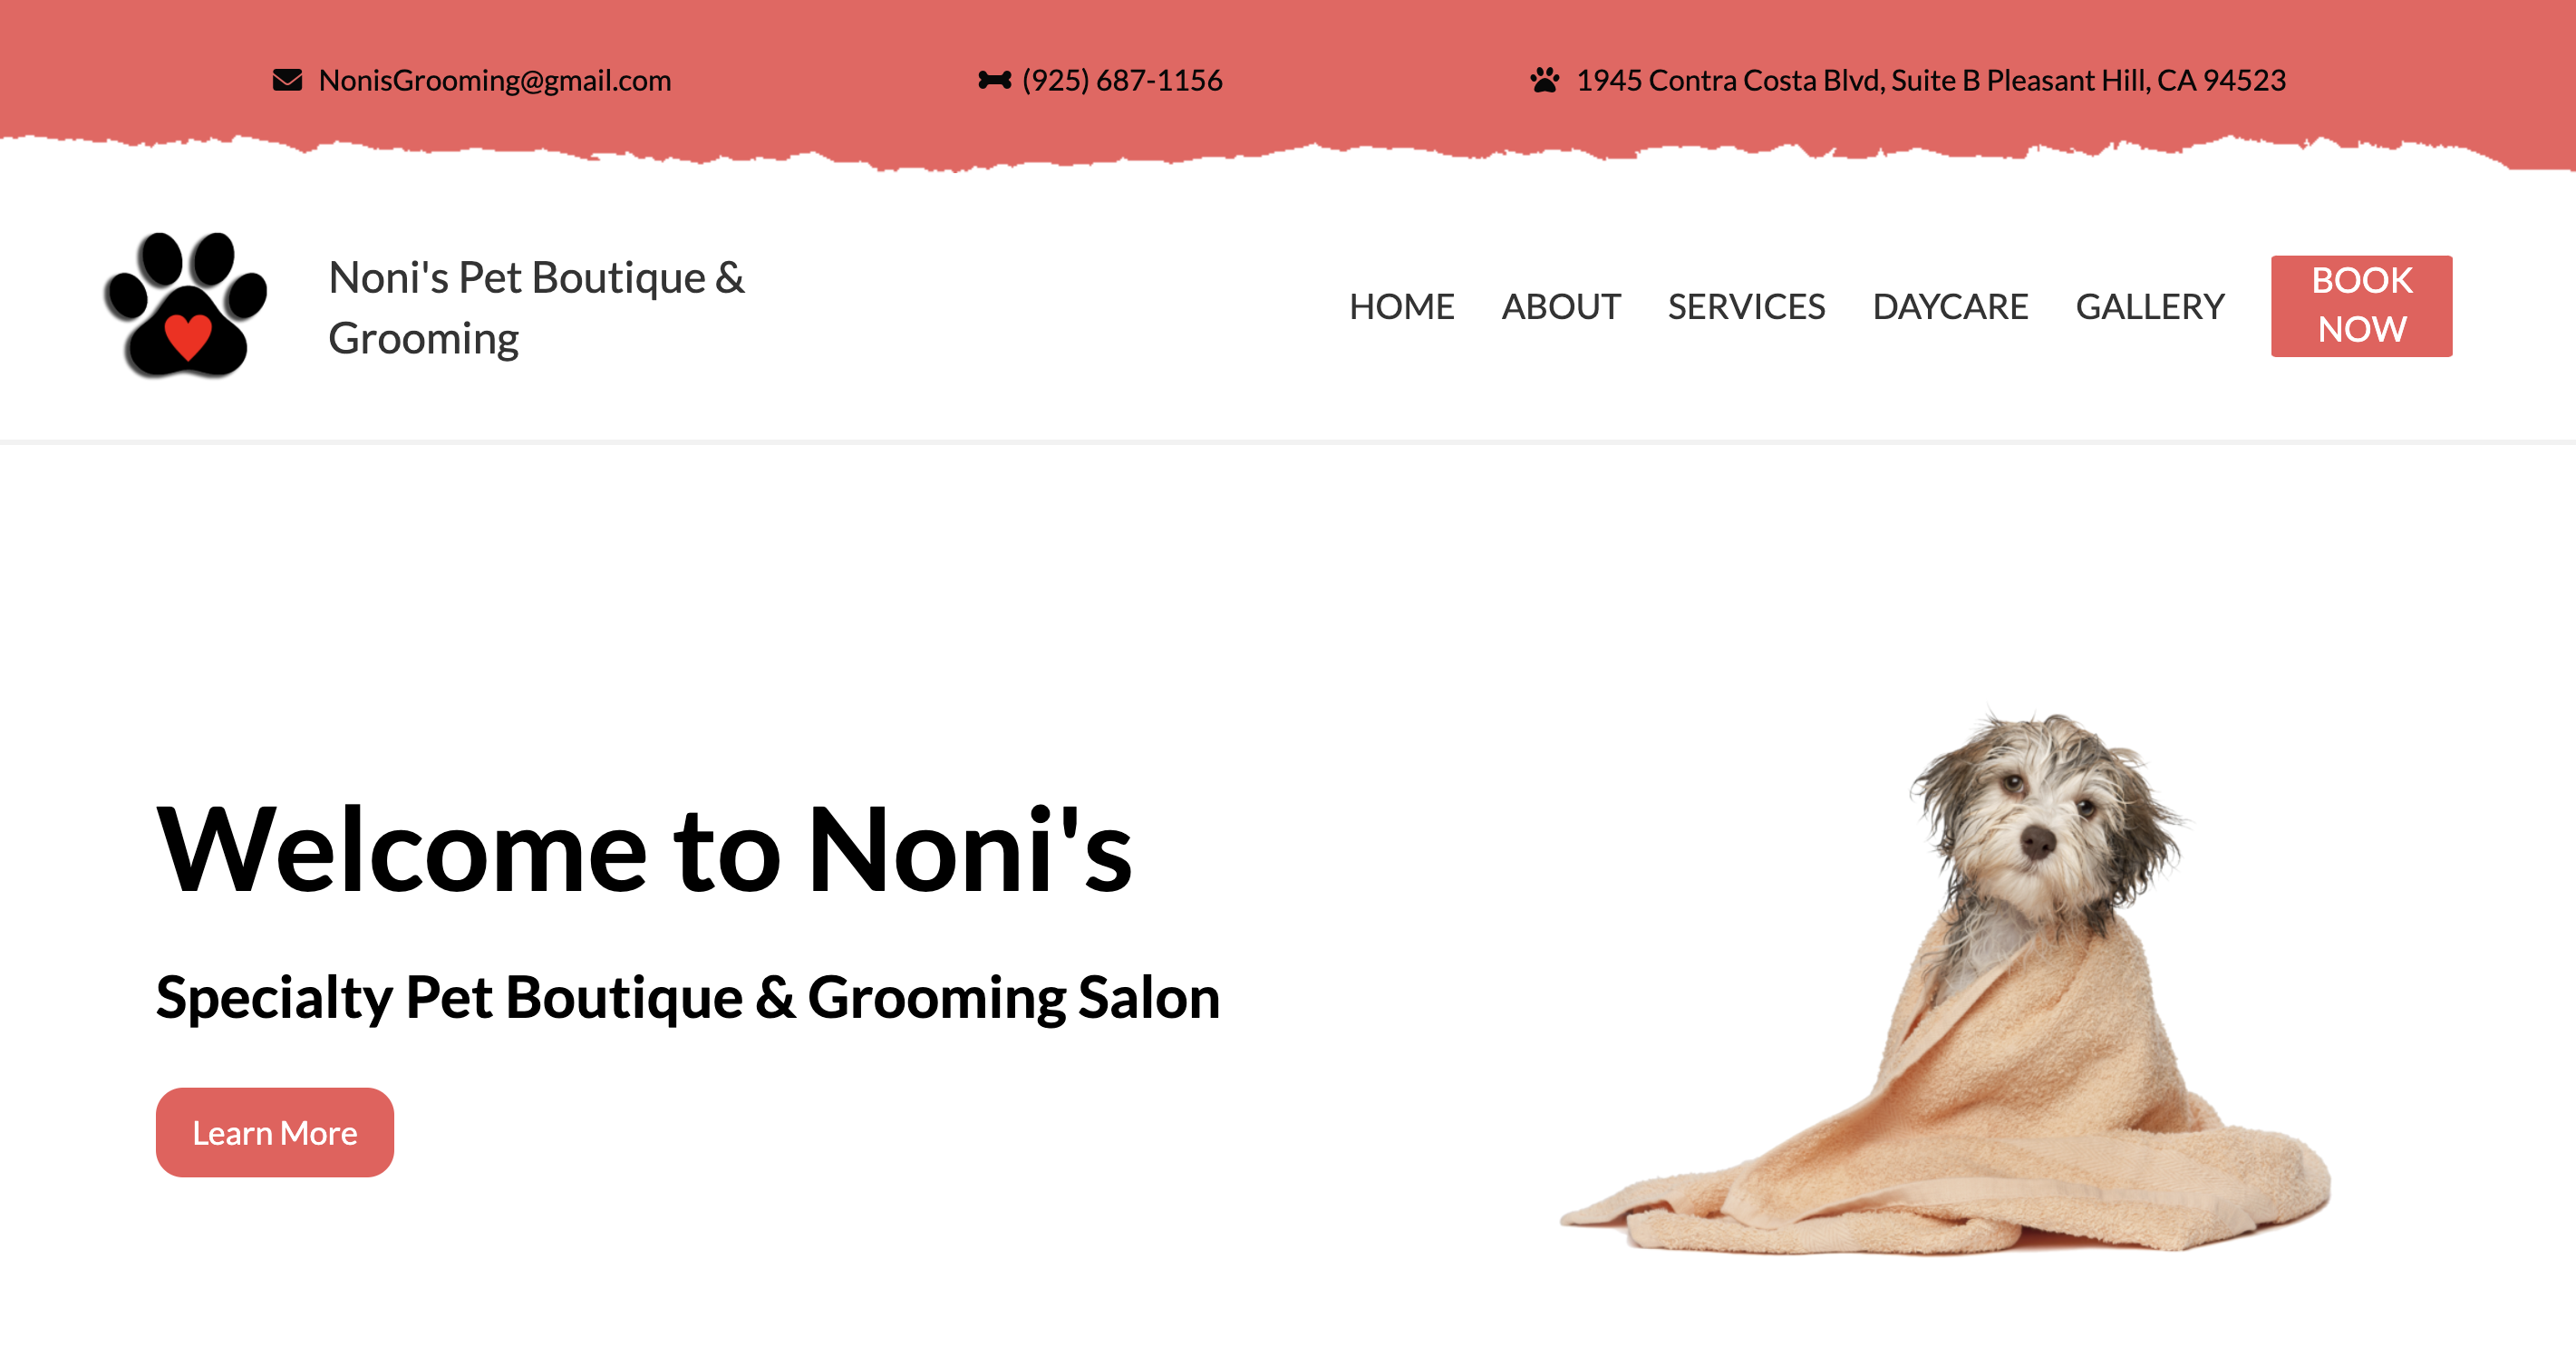 NonisGrooming@gmail.com
(925) 687-1156
1945 Contra Costa Blvd, Suite B Pleasant Hill, CA 94523
Noni's Pet Boutique &
Grooming
HOME
ABOUT
SERVICES
DAYCARE
GALLERY
BOOK
NOW
Welcome to Noni's
Specialty Pet Boutique & Grooming Salon
Learn More